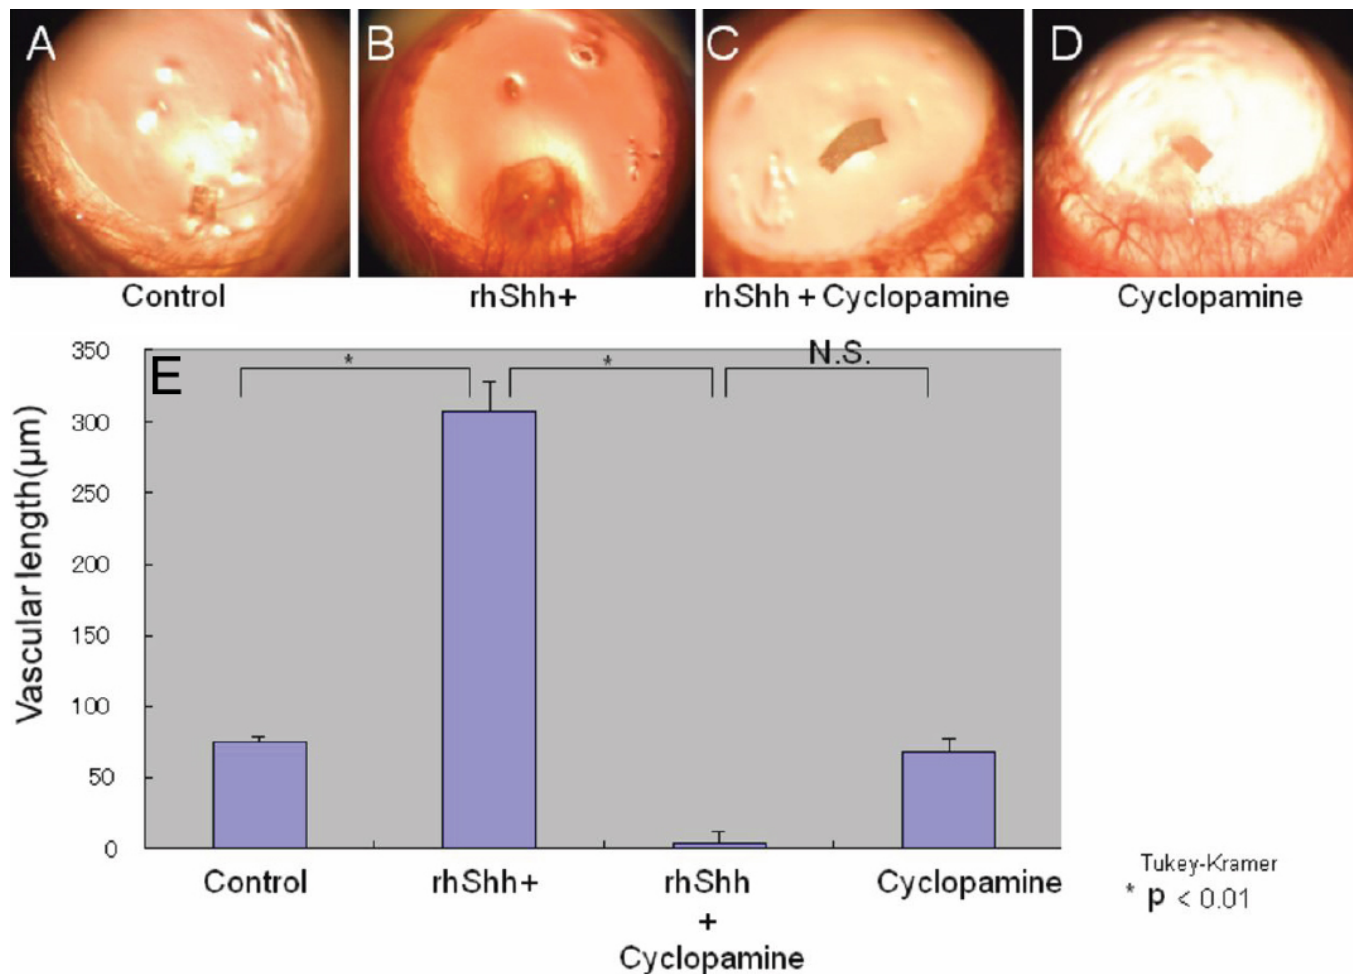 A B C D
Control rhShh+ rhShh + Cyclopamine Cyclopamine
E
* * N.S.
Vascular length(μm)
350
300
250
200
150
100
50
0
Control rhShh+ rhShh Cyclopamine
+
Cyclopamine
Tukey-Kramer
* p < 0.01